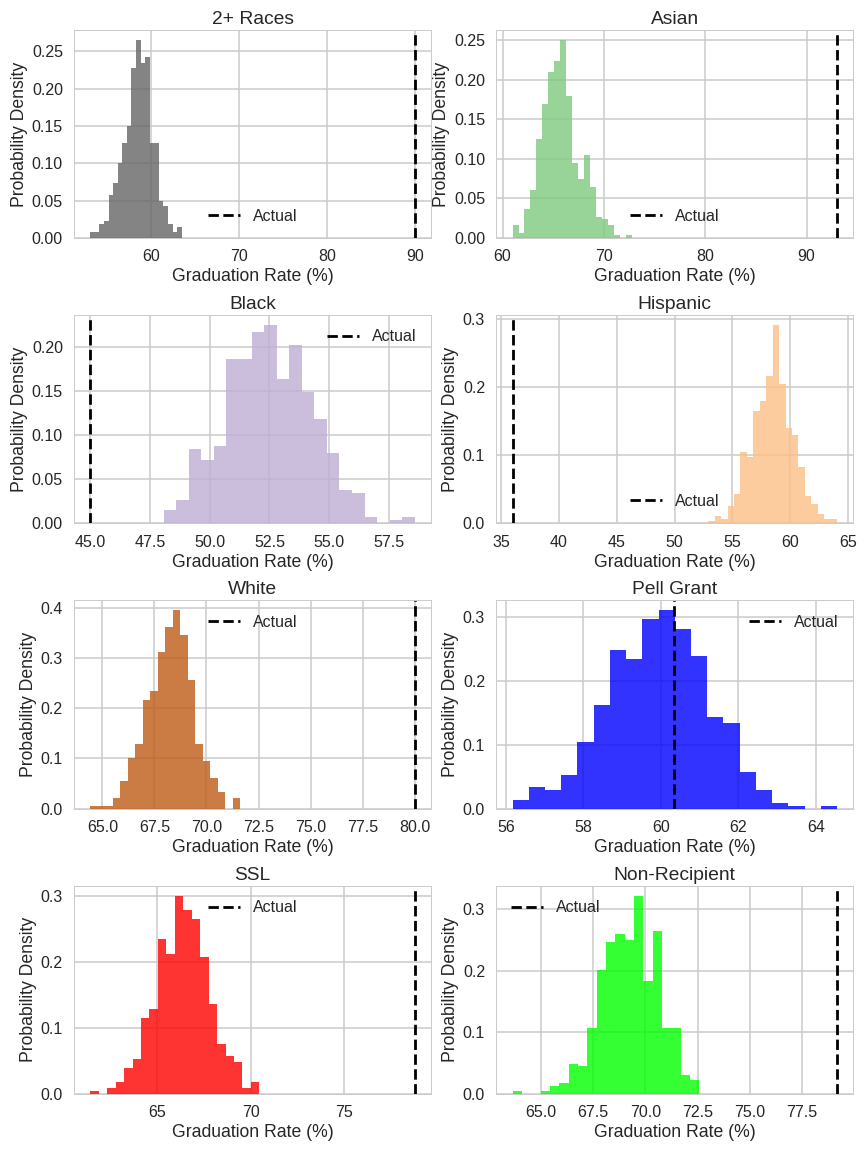 2+ Races
Probability Density
0.25
0.20
0.15
0.10
0.05
0.00
Actual
60 70 80 90
Graduation Rate (%)
Asian
Probability Density
0.25
0.20
0.15
0.10
0.05
0.00
Actual
60 70 80 90
Graduation Rate (%)
Black
Probability Density
0.20
0.15
0.10
0.05
0.00
Actual
45.0 47.5 50.0 52.5 55.0 57.5
Graduation Rate (%)
Hispanic
Probability Density
0.3
0.2
0.1
0.0
Actual
35 40 45 50 55 60 65
Graduation Rate (%)
White
Probability Density
0.4
0.3
0.2
0.1
0.0
Actual
65.0 67.5 70.0 72.5 75.0 77.5 80.0
Graduation Rate (%)
Pell Grant
Probability Density
0.3
0.2
0.1
0.0
Actual
56 58 60 62 64
Graduation Rate (%)
SSL
Probability Density
0.3
0.2
0.1
0.0
Actual
65 70 75
Graduation Rate (%)
Non-Recipient
Probability Density
0.3
0.2
0.1
0.0
Actual
65.0 67.5 70.0 72.5 75.0 77.5
Graduation Rate (%)